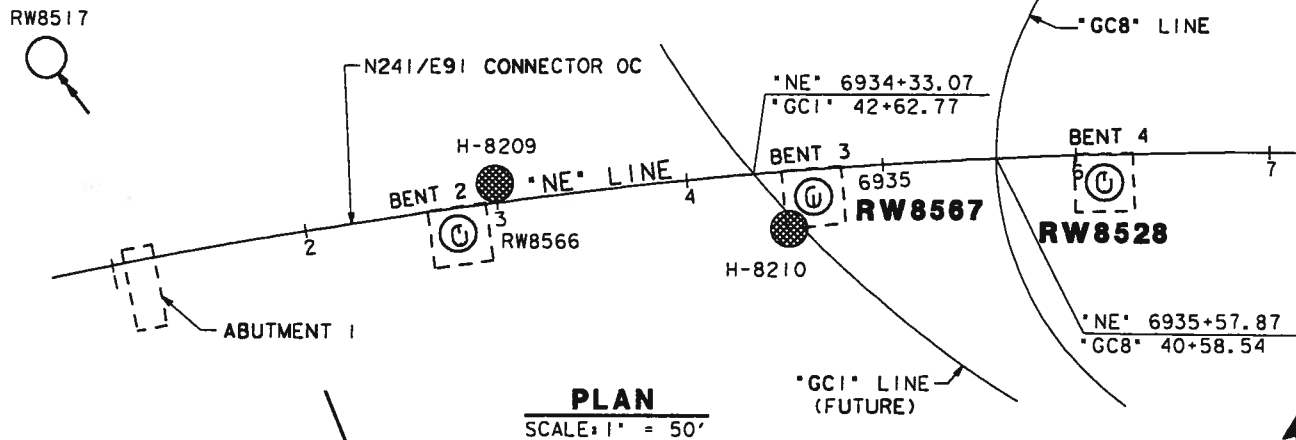 RW8517
"GC8" LINE
N241/E91 CONNECTOR OC
"NE" 6934+33.07
"GC1" 42+62.77
H-8209
BENT 2
"NE" LINE
BENT 3
BENT 4
2
3
4
6935
6
7
RW8566
RW8567
RW8528
H-8210
ABUTMENT 1
"NE" 6935+57.87
"GC8" 40+58.54
"GC1" LINE
(FUTURE)
PLAN
SCALE: 1" = 50'